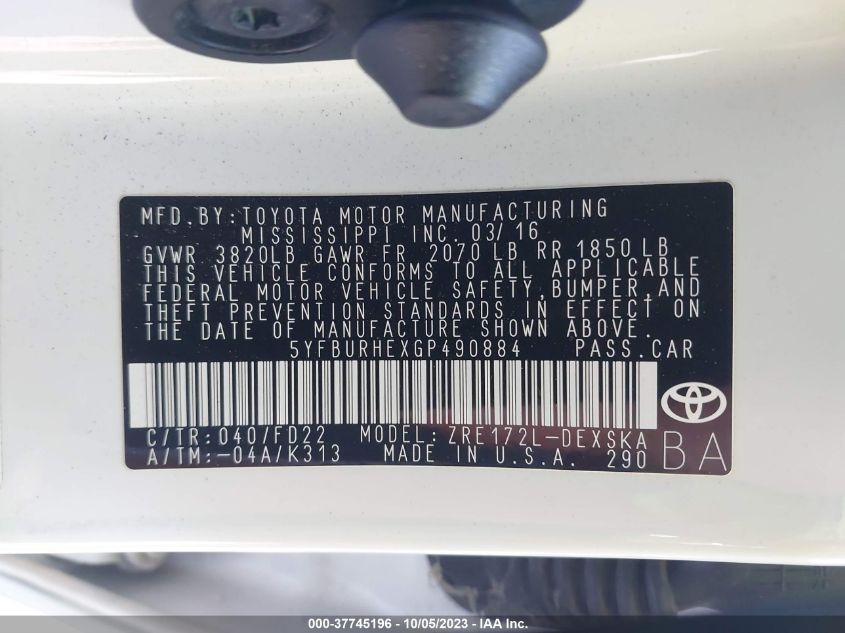 MFD.BY:TOYOTA MOTOR MANUFACTURING
MISSISSIPPI INC. 03/16
GVWR 3820LB GAWR FR 2070 LB RR 1850 LB
THIS VEHICLE CONFORMS TO ALL APPLICABLE
FEDERAL MOTOR VEHICLE SAFETY,BUMPER,AND
THEFT PREVENTION STANDARDS IN EFFECT ON
THE DATE OF MANUFACTURE SHOWN ABOVE.
5YFBURHEXGP490884 PASS.CAR
C/TR:040/FD22 MODEL:ZRE172L-DEXSKA
A/TM:-04A/K313 MADE IN U.S.A. 290
BA
000-37745196 - 10/05/2023 - IAA Inc.